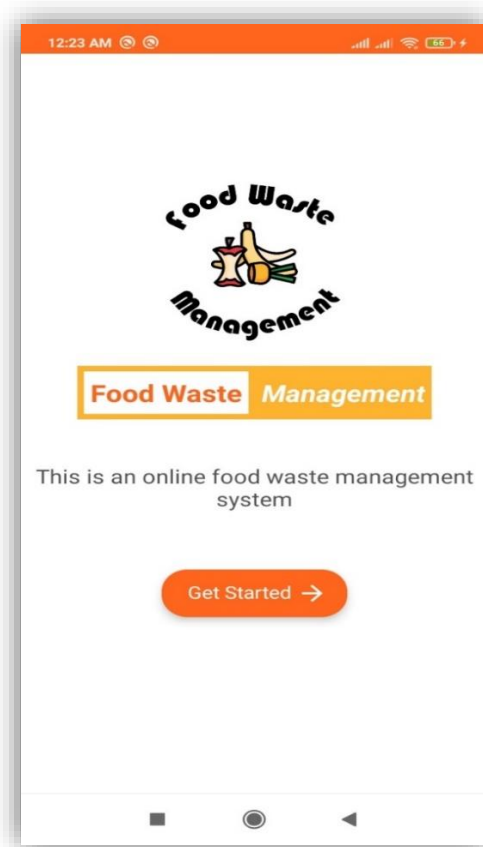 12:23 AM
66
Food Waste
Management
Food Waste Management
This is an online food waste management
system
Get Started